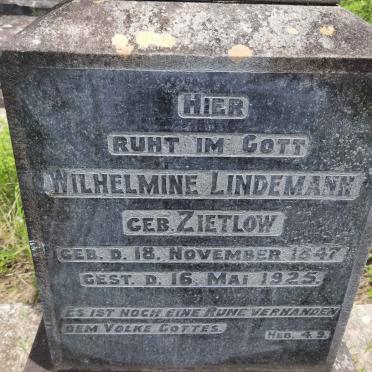 HIER
RUHT IM GOTT
WILHELMINE LINDEMANN
GEB. ZIETLOW
GEB. D. 18. NOVEMBER 1847
GEST. D. 16. MAI 1925.
ES IST NOCH EINE RUHE VERHANDEN
DEM VOLKE GOTTES. HEB. 4. 9.